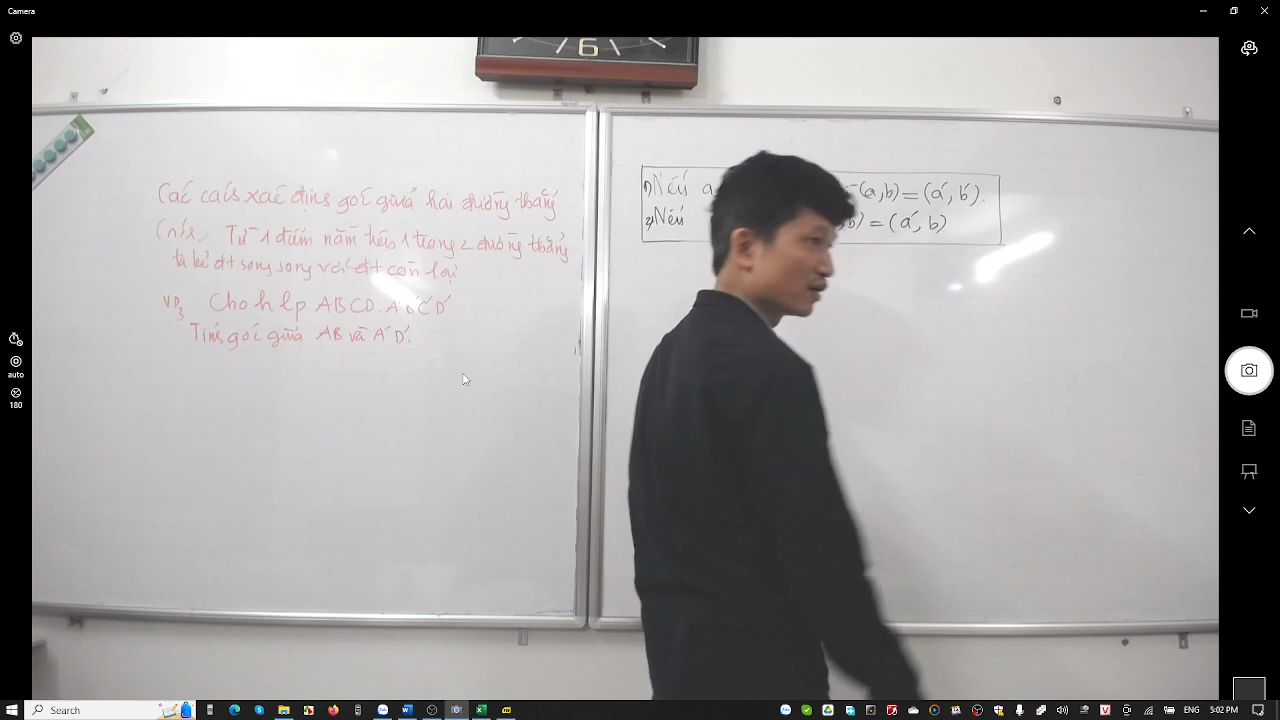 Camera
6
Các cách xác định góc giữa hai đường thẳng
Cách. Từ 1 điểm nằm trên 1 trong 2 đường thẳng
ta kẻ đt song song với đt còn lại
VD3. Cho hlp ABCD.A'B'C'D'
Tính góc giữa AB và A'D'.
1) Nếu a (a,b) = (a', b').
2) Nếu b) = (a', b)
auto
180
Search
ENG 5:02 PM